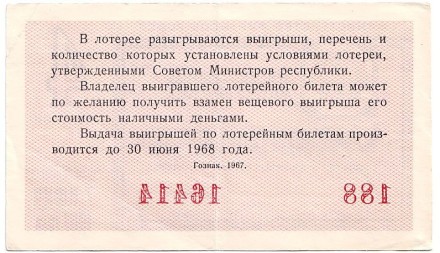 В лотерее разыгрываются выигрыши, перечень и
количество которых установлены условиями лотереи,
утвержденными Советом Министров республики.
Владелец выигравшего лотерейного билета может
по желанию получить взамен вещевого выигрыша его
стоимость наличными деньгами.
Выдача выигрышей по лотерейным билетам произ-
водится до 30 июня 1968 года.
Гознак. 1967.
16414 188